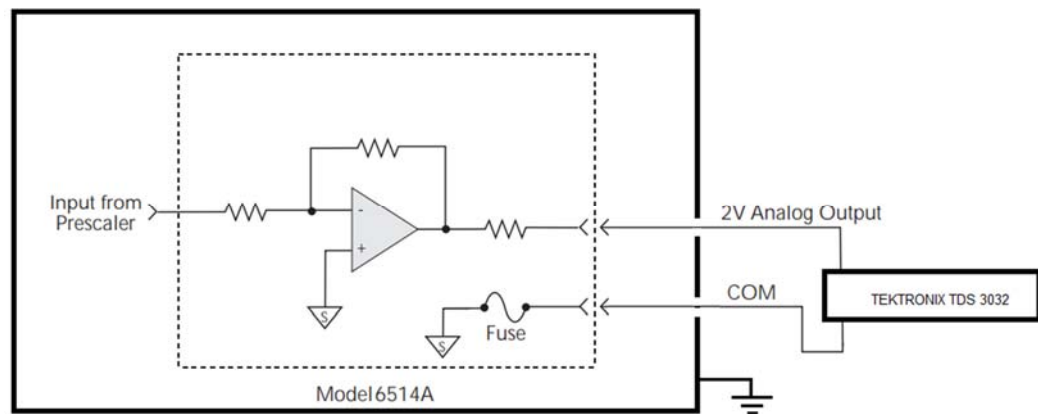 Input from
Prescaler
-
+
S
S
Fuse
2V Analog Output
COM
TEKTRONIX TDS 3032
Model 6514A